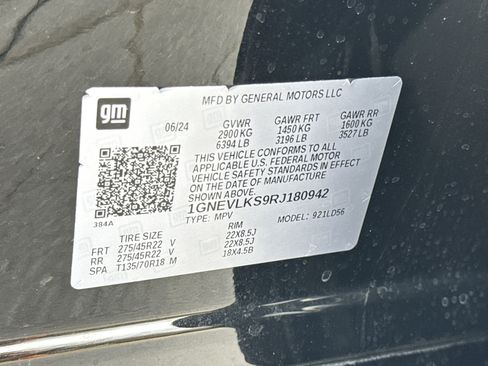 gm
MFD BY GENERAL MOTORS LLC
06/24 GVWR GAWR FRT GAWR RR
2900 KG 1450 KG 1600 KG
6394 LB 3196 LB 3527 LB
THIS VEHICLE CONFORMS TO ALL
APPLICABLE U.S. FEDERAL MOTOR
VEHICLE SAFETY AND THEFT
PREVENTION STANDARDS IN EFFECT
ON THE DATE OF MANUFACTURE
SHOWN ABOVE.
1GNEVLKS9RJ180942
384A TYPE: MPV MODEL: 921LD56
TIRE SIZE RIM
FRT 275/45R22 V 22X8.5J
RR 275/45R22 V 22X8.5J
SPA T135/70R18 M 18X4.5B